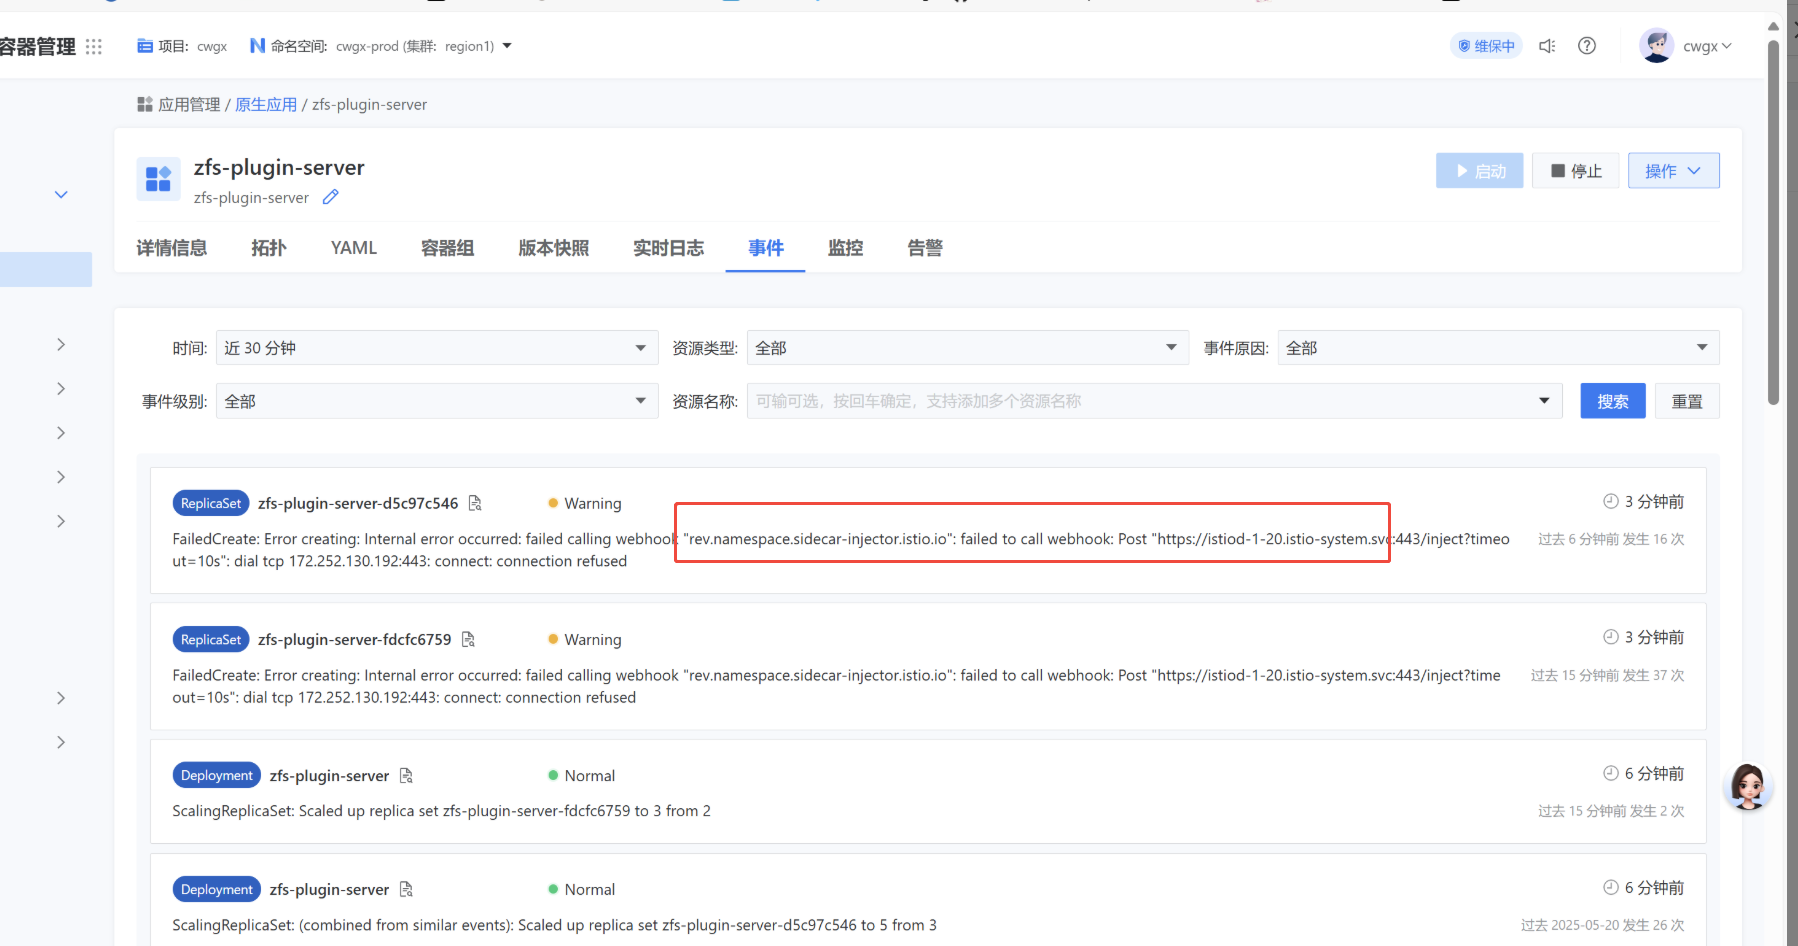 容器管理 项目: cwgx 命名空间: cwgx-prod (集群: region1) 维保中 cwgx
应用管理 / 原生应用 / zfs-plugin-server
zfs-plugin-server
zfs-plugin-server
启动 停止 操作
详情信息 拓扑 YAML 容器组 版本快照 实时日志 事件 监控 告警
时间: 近 30 分钟 资源类型: 全部 事件原因: 全部
事件级别: 全部 资源名称: 可输可选，按回车确定，支持添加多个资源名称 搜索 重置
ReplicaSet zfs-plugin-server-d5c97c546 Warning 3 分钟前
FailedCreate: Error creating: Internal error occurred: failed calling webhook "rev.namespace.sidecar-injector.istio.io": failed to call webhook: Post "https://istiod-1-20.istio-system.svc:443/inject?timeo 过去 6 分钟前 发生 16 次
ut=10s": dial tcp 172.252.130.192:443: connect: connection refused
ReplicaSet zfs-plugin-server-fdcfc6759 Warning 3 分钟前
FailedCreate: Error creating: Internal error occurred: failed calling webhook "rev.namespace.sidecar-injector.istio.io": failed to call webhook: Post "https://istiod-1-20.istio-system.svc:443/inject?time 过去 15 分钟前 发生 37 次
out=10s": dial tcp 172.252.130.192:443: connect: connection refused
Deployment zfs-plugin-server Normal 6 分钟前
ScalingReplicaSet: Scaled up replica set zfs-plugin-server-fdcfc6759 to 3 from 2 过去 15 分钟前 发生 2 次
Deployment zfs-plugin-server Normal 6 分钟前
ScalingReplicaSet: (combined from similar events): Scaled up replica set zfs-plugin-server-d5c97c546 to 5 from 3 过去 2025-05-20 发生 26 次